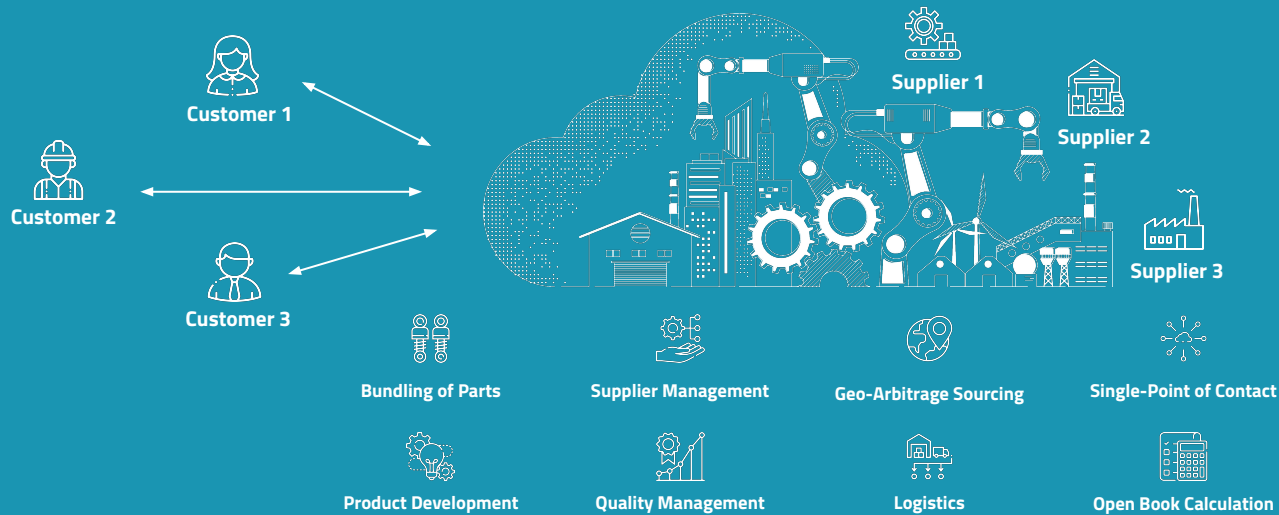 Customer 1
Customer 2
Customer 3
Supplier 1
Supplier 2
Supplier 3
Bundling of Parts
Supplier Management
Geo-Arbitrage Sourcing
Single-Point of Contact
Product Development
Quality Management
Logistics
Open Book Calculation